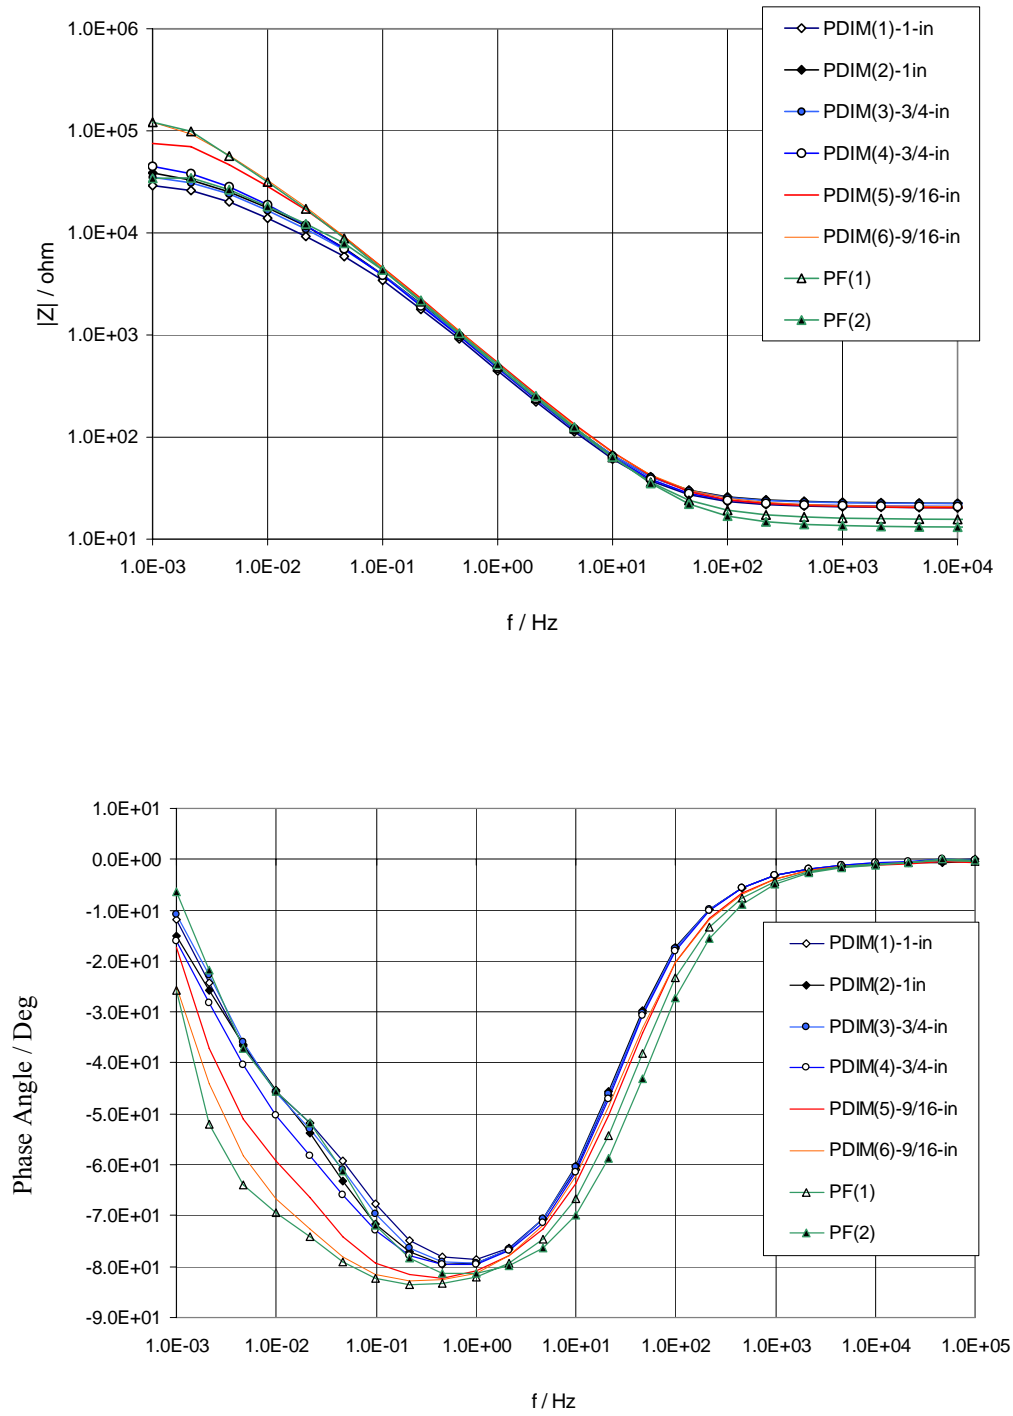 1.0E+06
1.0E+05
1.0E+04
1.0E+03
1.0E+02
1.0E+01
|Z| / ohm
1.0E-03 1.0E-02 1.0E-01 1.0E+00 1.0E+01 1.0E+02 1.0E+03 1.0E+04
f / Hz
PDIM(1)-1-in
PDIM(2)-1in
PDIM(3)-3/4-in
PDIM(4)-3/4-in
PDIM(5)-9/16-in
PDIM(6)-9/16-in
PF(1)
PF(2)
1.0E+01
0.0E+00
-1.0E+01
-2.0E+01
-3.0E+01
-4.0E+01
-5.0E+01
-6.0E+01
-7.0E+01
-8.0E+01
-9.0E+01
Phase Angle / Deg
1.0E-03 1.0E-02 1.0E-01 1.0E+00 1.0E+01 1.0E+02 1.0E+03 1.0E+04 1.0E+05
f / Hz
PDIM(1)-1-in
PDIM(2)-1in
PDIM(3)-3/4-in
PDIM(4)-3/4-in
PDIM(5)-9/16-in
PDIM(6)-9/16-in
PF(1)
PF(2)